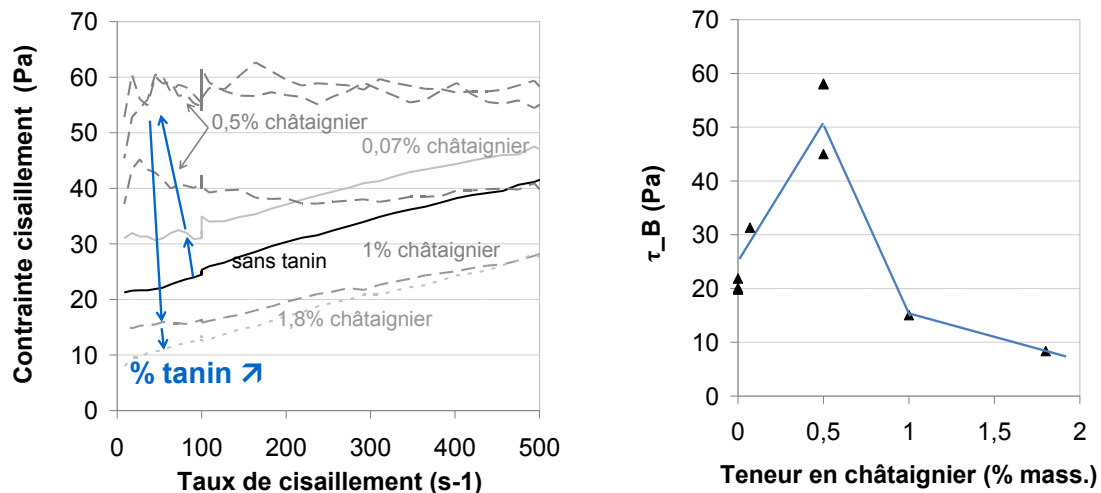 Contrainte cisaillement (Pa)
70
60
50
40
30
20
10
0
0,5% châtaignier
0,07% châtaignier
sans tanin
1% châtaignier
1,8% châtaignier
% tanin ↗
0 100 200 300 400 500
Taux de cisaillement (s-1)
τ_B (Pa)
70
60
50
40
30
20
10
0
0 0,5 1 1,5 2
Teneur en châtaignier (% mass.)